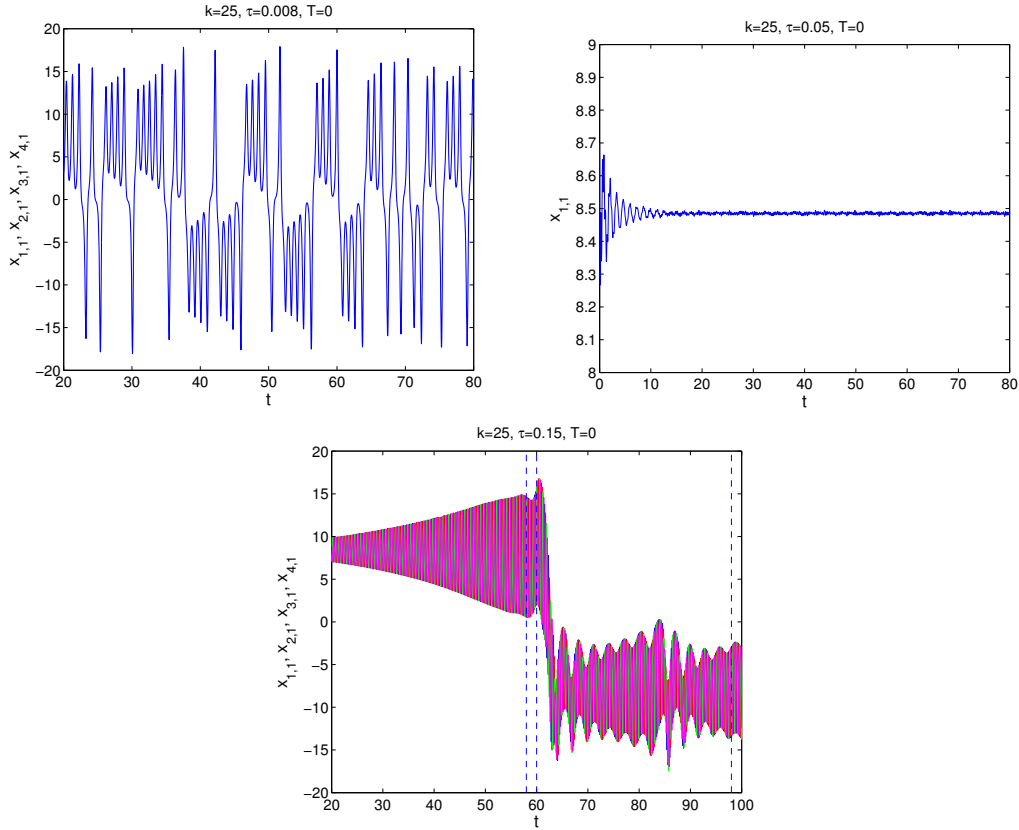 k=25, τ=0.008, T=0
x1,1, x2,1, x3,1, x4,1
20
15
10
5
0
−5
−10
−15
−20
20 30 40 50 60 70 80
t
k=25, τ=0.05, T=0
x1,1
9
8.9
8.8
8.7
8.6
8.5
8.4
8.3
8.2
8.1
8
0 10 20 30 40 50 60 70 80
t
k=25, τ=0.15, T=0
x1,1, x2,1, x3,1, x4,1
20
15
10
5
0
−5
−10
−15
−20
20 30 40 50 60 70 80 90 100
t